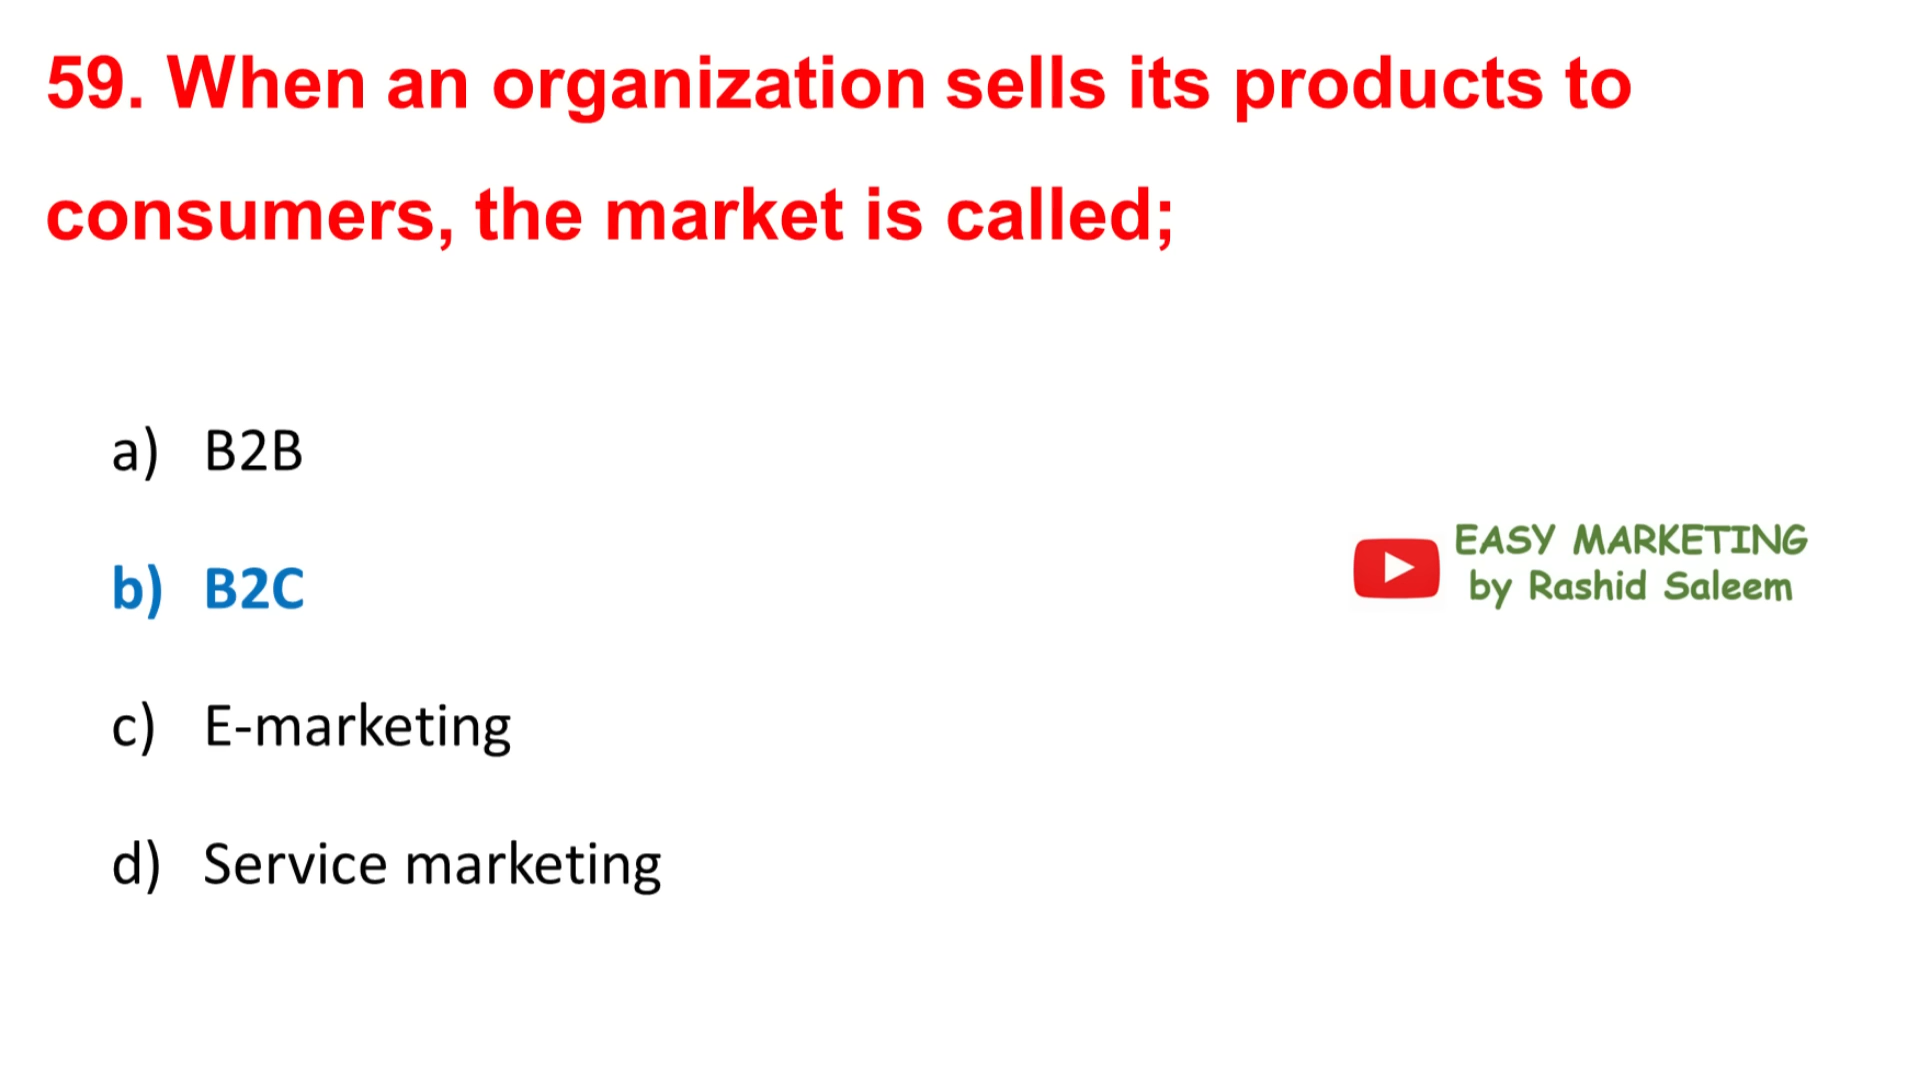 59. When an organization sells its products to
consumers, the market is called;
a) B2B
b) B2C
EASY MARKETING
by Rashid Saleem
c) E-marketing
d) Service marketing